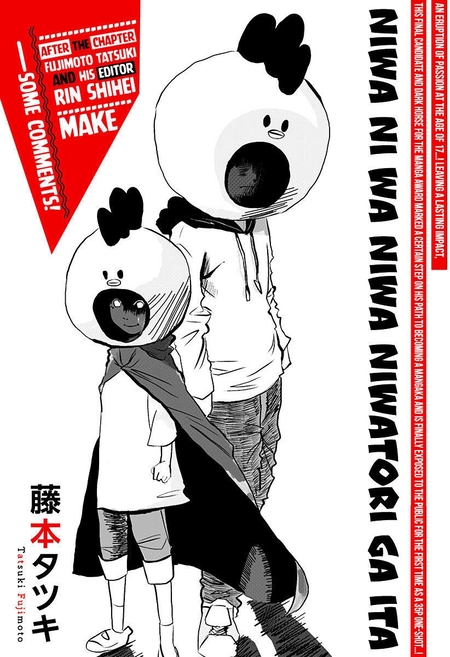 AFTER THE CHAPTER
FUJIMOTO TATSUKI
AND HIS EDITOR
RIN SHIHEI
MAKE
—SOME COMMENTS!
AN ERUPTION OF PASSION AT THE AGE OF 17...! LEAVING A LASTING IMPACT,
THIS FINAL CANDIDATE AND DARK HORSE FOR THE MANGA AWARD MARKED A CERTAIN STEP ON HIS PATH TO BECOMING A MANGAKA AND IS FINALLY EXPOSED TO THE PUBLIC FOR THE FIRST TIME AS A 35P ONE-SHOT...!
NIWA NI WA NIWA NIWATORI GA ITA
藤本タツキ
Tatsuki Fujimoto